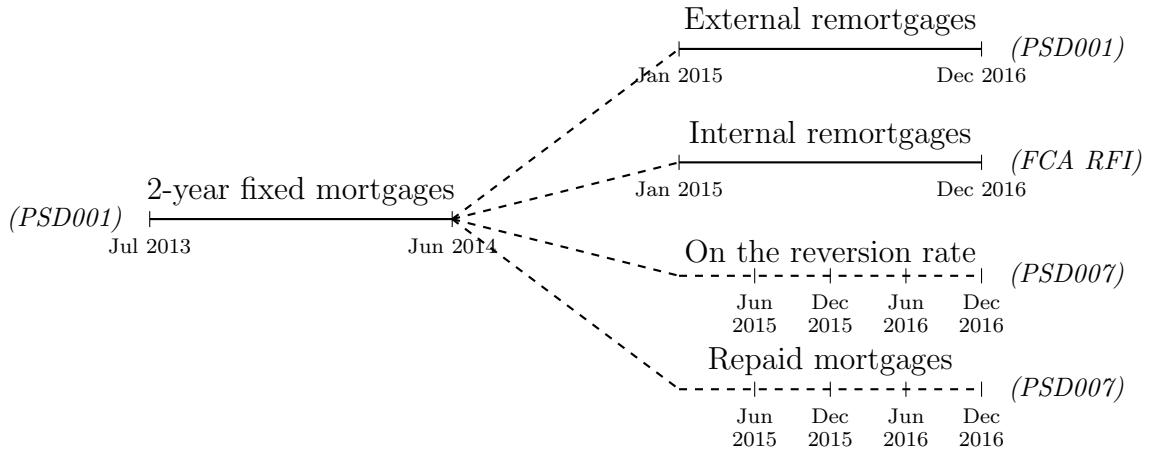 External remortgages
(PSD001)
Jan 2015
Dec 2016
Internal remortgages
(FCA RFI)
Jan 2015
Dec 2016
2-year fixed mortgages
(PSD001)
Jul 2013
Jun 2014
On the reversion rate
(PSD007)
Jun Dec Jun Dec
2015 2015 2016 2016
Repaid mortgages
(PSD007)
Jun Dec Jun Dec
2015 2015 2016 2016